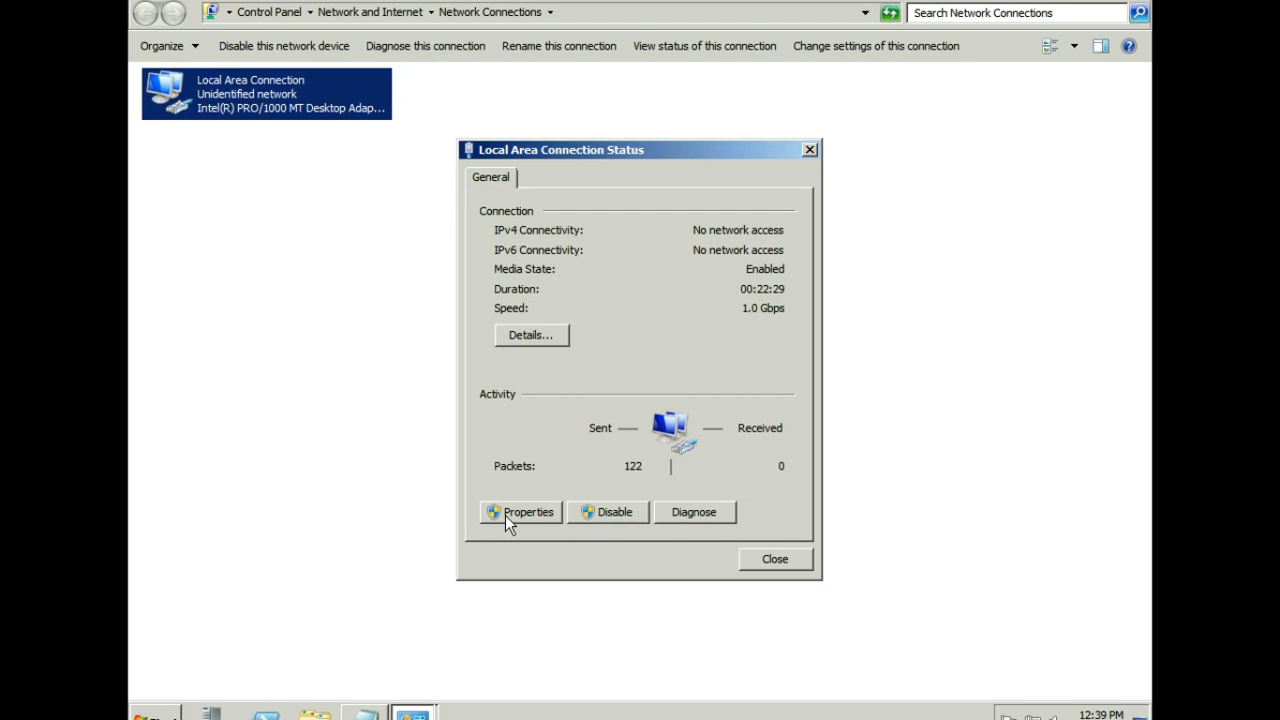 Control Panel Network and Internet Network Connections Search Network Connections
Organize Disable this network device Diagnose this connection Rename this connection View status of this connection Change settings of this connection
Local Area Connection
Unidentified network
Intel(R) PRO/1000 MT Desktop Adap...
Local Area Connection Status
General
Connection
IPv4 Connectivity: No network access
IPv6 Connectivity: No network access
Media State: Enabled
Duration: 00:22:29
Speed: 1.0 Gbps
Details...
Activity
Sent Received
Packets: 122 0
Properties Disable Diagnose
Close
12:39 PM